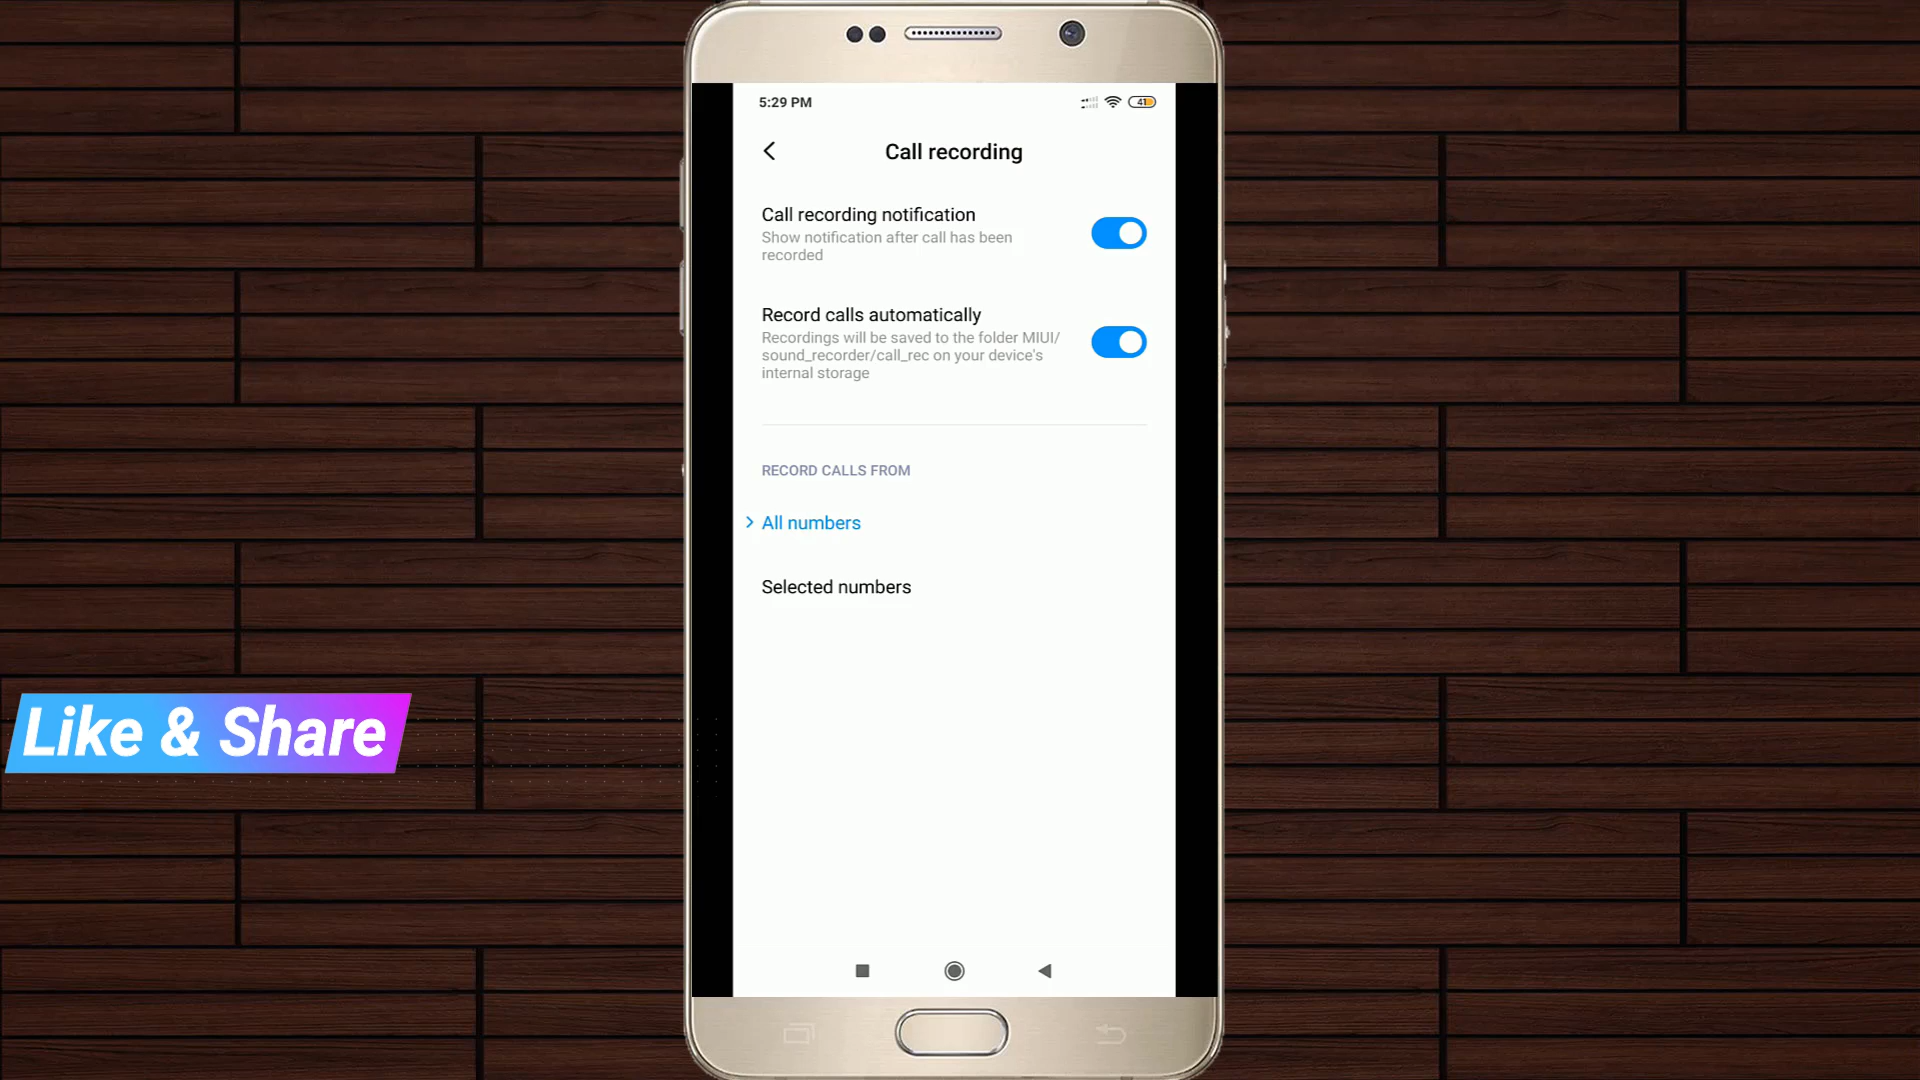 5:29 PM
41
Call recording
Call recording notification
Show notification after call has been
recorded
Record calls automatically
Recordings will be saved to the folder MIUI/
sound_recorder/call_rec on your device's
internal storage
RECORD CALLS FROM
All numbers
Selected numbers
Like & Share